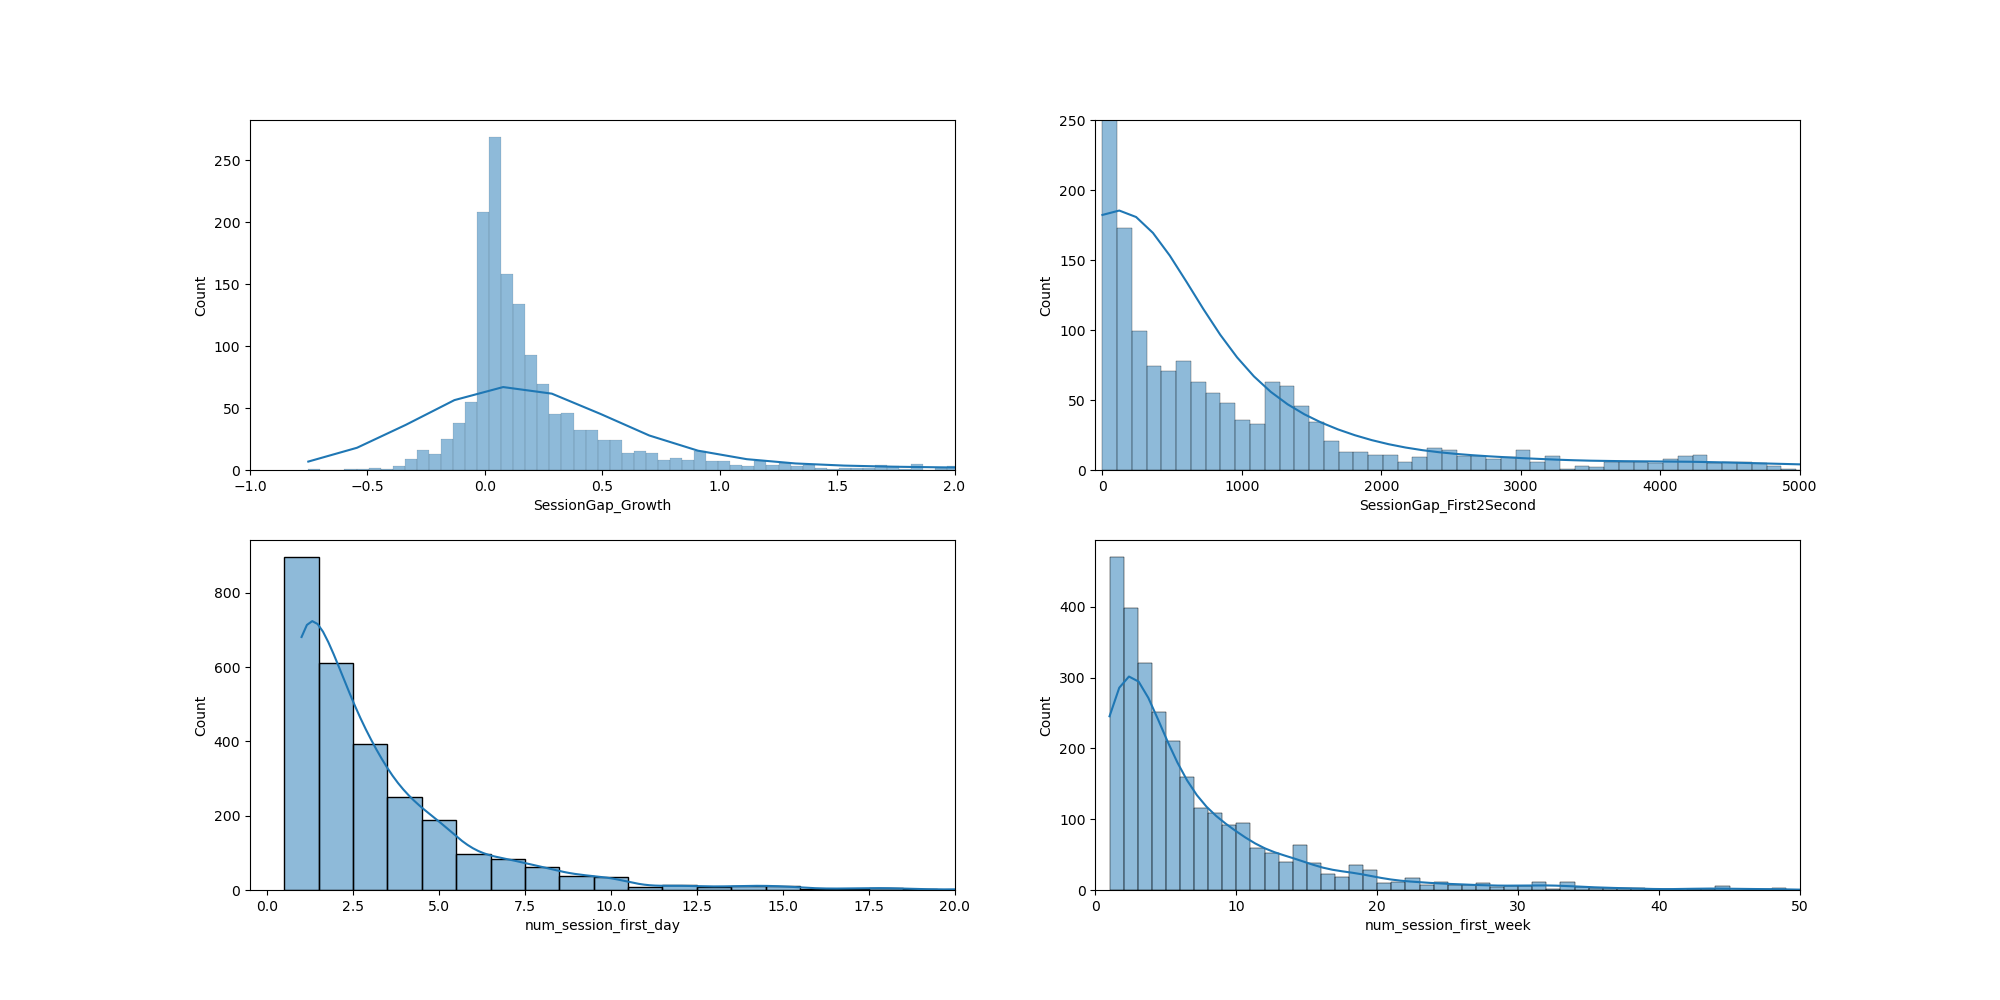 250
200
150
100
50
0
Count
−1.0 −0.5 0.0 0.5 1.0 1.5 2.0
SessionGap_Growth
250
200
150
100
50
0
Count
0 1000 2000 3000 4000 5000
SessionGap_First2Second
800
600
400
200
0
Count
0.0 2.5 5.0 7.5 10.0 12.5 15.0 17.5 20.0
num_session_first_day
400
300
200
100
0
Count
0 10 20 30 40 50
num_session_first_week